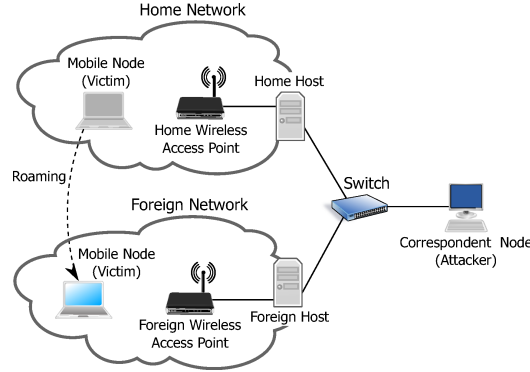 Home Network
Mobile Node
(Victim)
Home Host
Home Wireless
Access Point
Roaming
Switch
Foreign Network
Correspondent Node
(Attacker)
Mobile Node
(Victim)
Foreign Wireless
Access Point
Foreign Host